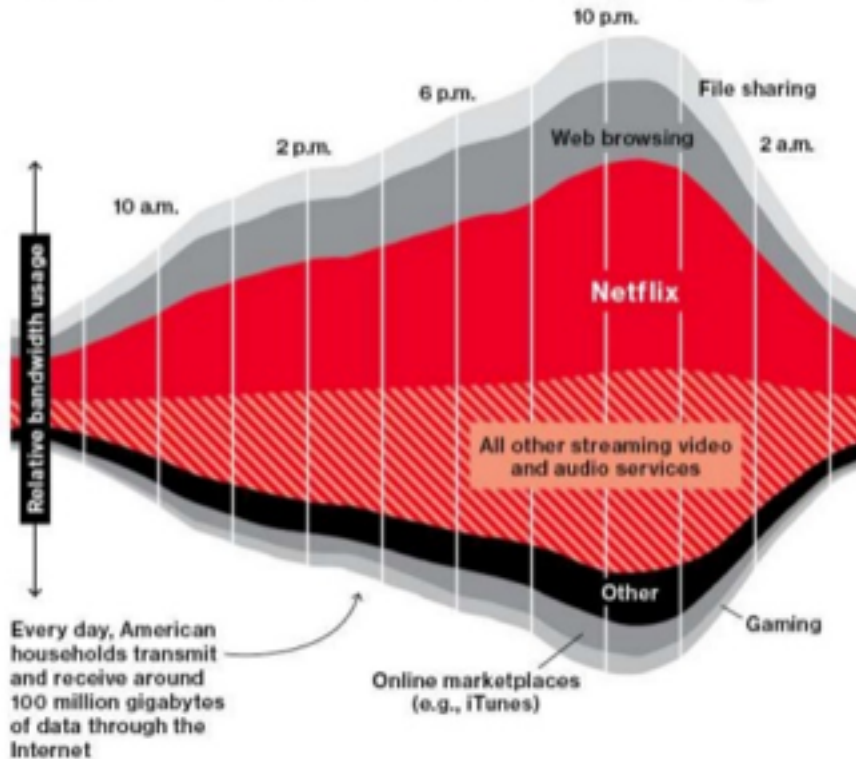 10 p.m.
6 p.m.
File sharing
Web browsing
2 p.m.
2 a.m.
10 a.m.
Relative bandwidth usage
Netflix
All other streaming video
and audio services
Other
Gaming
Every day, American
households transmit
and receive around
100 million gigabytes
of data through the
Internet
Online marketplaces
(e.g., iTunes)